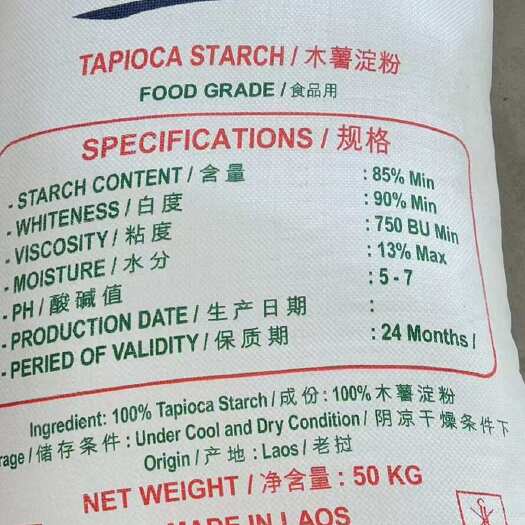 TAPIOCA STARCH / 木薯淀粉
FOOD GRADE / 食品用
SPECIFICATIONS / 规格
- STARCH CONTENT / 含量 : 85% Min
- WHITENESS / 白度 : 90% Min
- VISCOSITY / 粘度 : 750 BU Min
- MOISTURE / 水分 : 13% Max
- PH / 酸碱值 : 5 - 7
- PRODUCTION DATE / 生产日期 :
- PERIED OF VALIDITY / 保质期 : 24 Months /
Ingredient: 100% Tapioca Starch / 成份: 100% 木薯淀粉
rage / 储存条件 : Under Cool and Dry Condition / 阴凉干燥条件下
Origin / 产地 : Laos / 老挝
NET WEIGHT / 净含量 : 50 KG
MADE IN LAOS